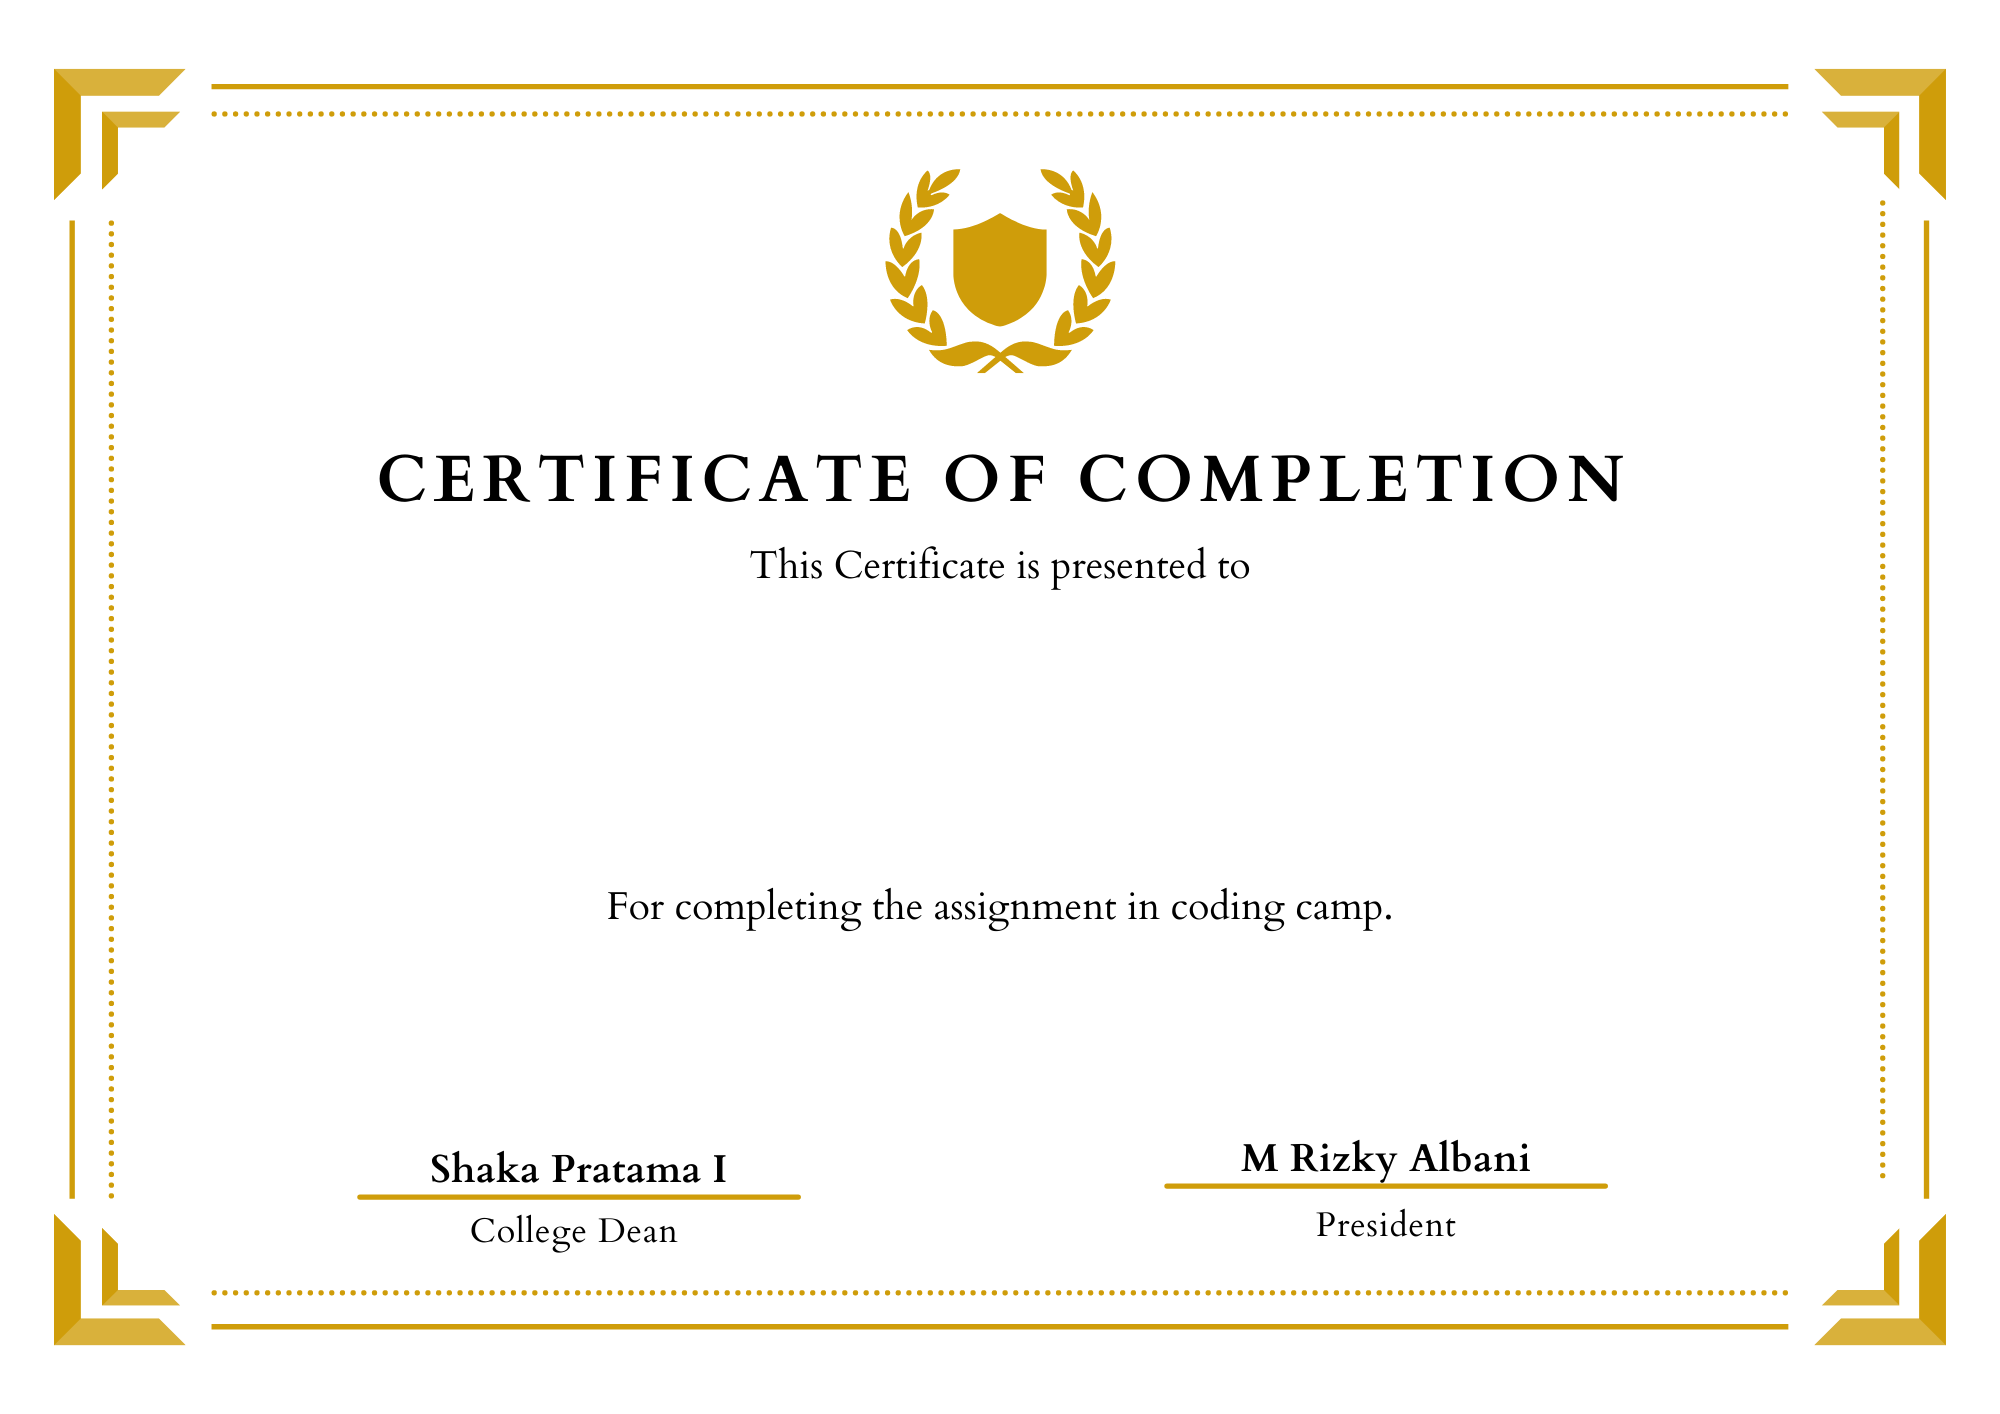 CERTIFICATE OF COMPLETION
This Certificate is presented to
For completing the assignment in coding camp.
Shaka Pratama I
College Dean
M Rizky Albani
President